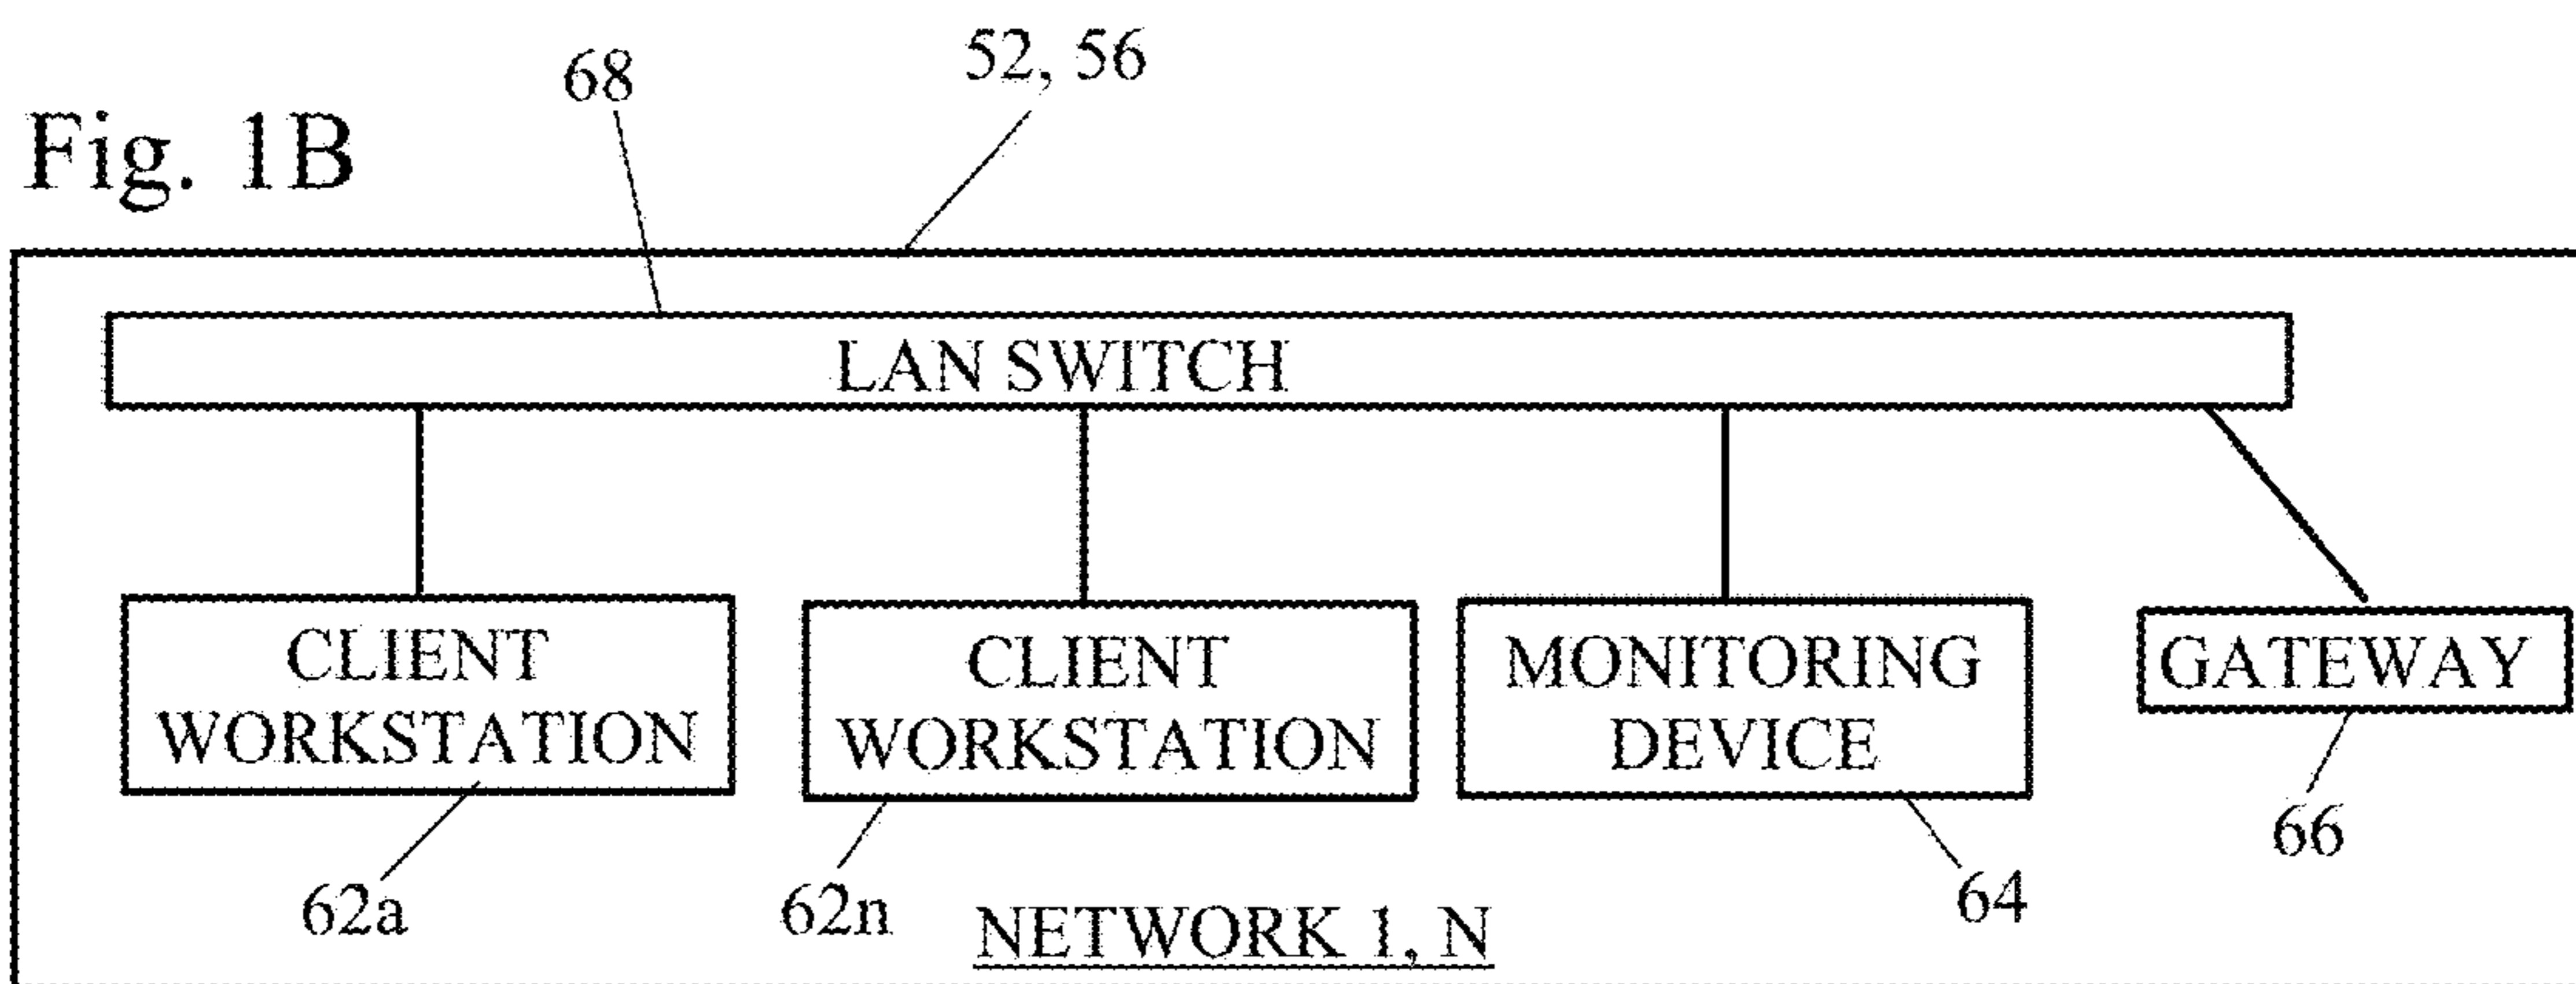 68
52, 56
Fig. 1B
LAN SWITCH
CLIENT
WORKSTATION
CLIENT
WORKSTATION
MONITORING
DEVICE
GATEWAY
62a
62n
64
66
NETWORK 1, N